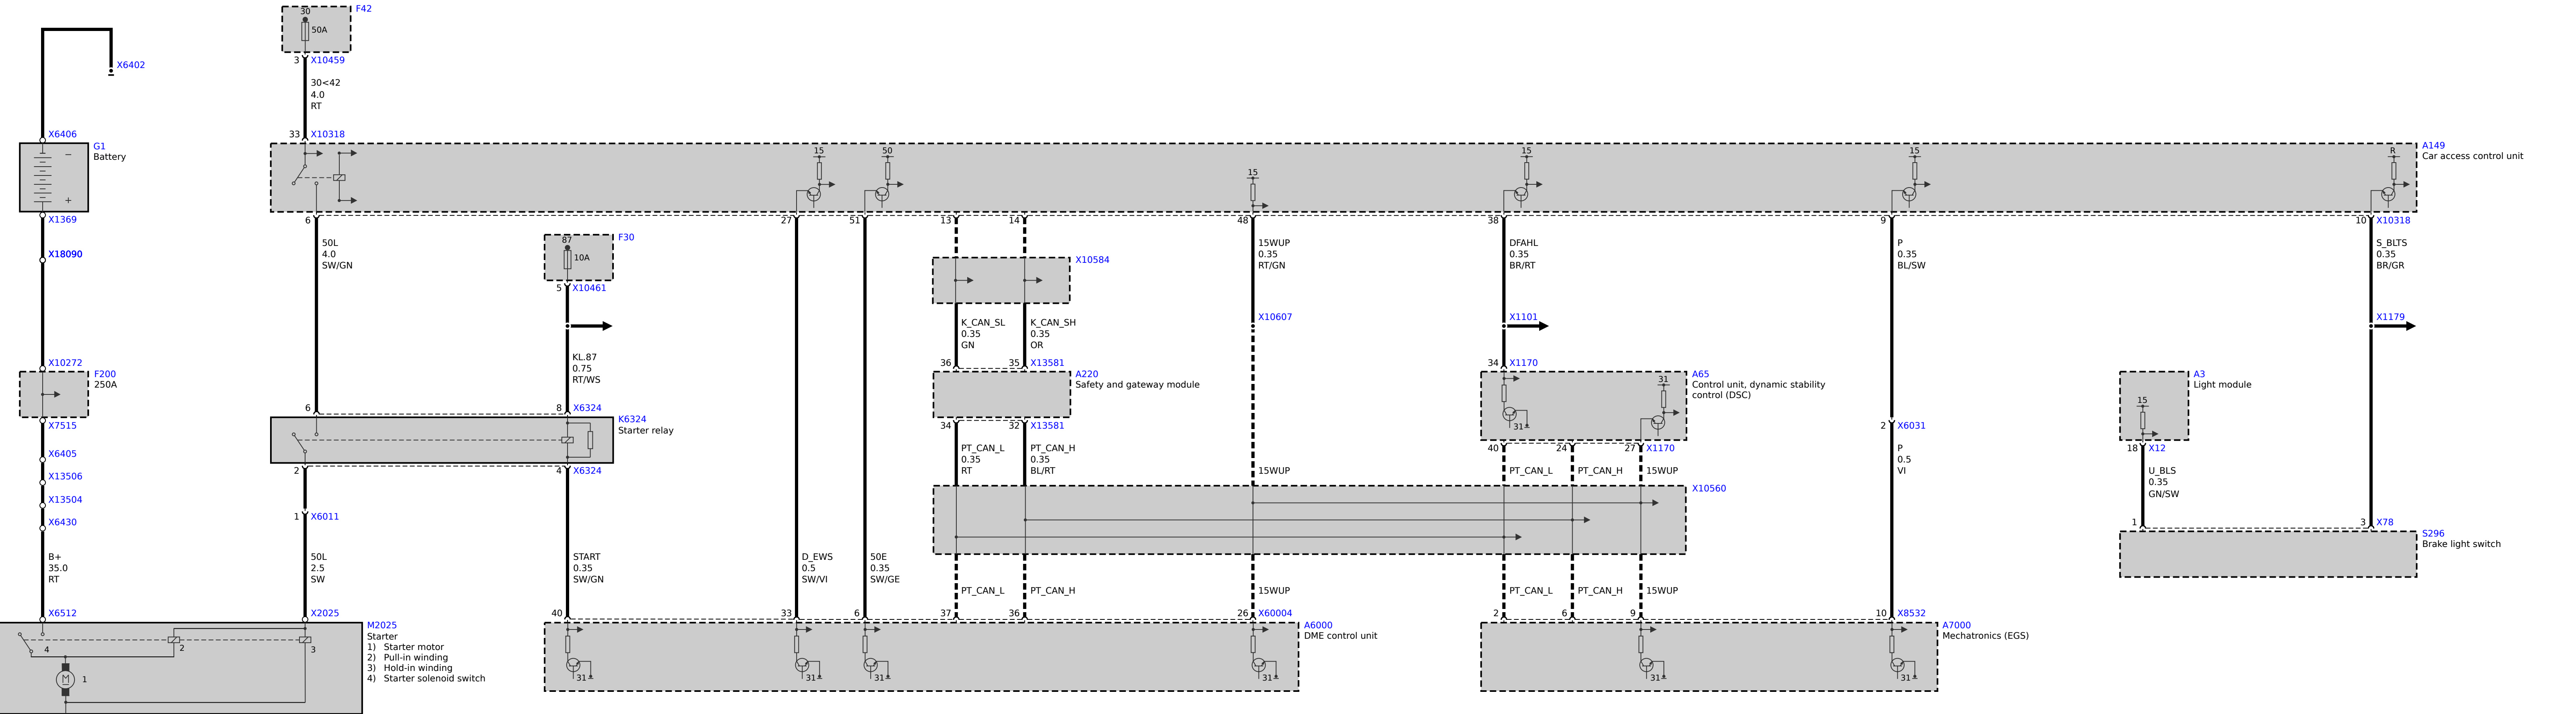 30
F42
50A
3
X10459
X6402
30<42
4.0
RT
X6406
33
X10318
G1
Battery
−
+
15
50
15
15
15
R
A149
Car access control unit
X1369
6
27
51
13
14
48
38
9
10
X10318
X18090
50L
4.0
SW/GN
87
F30
10A
5
X10461
X10584
15WUP
0.35
RT/GN
DFAHL
0.35
BR/RT
P
0.35
BL/SW
S_BLTS
0.35
BR/GR
K_CAN_SL
0.35
GN
K_CAN_SH
0.35
OR
X10607
X1101
X1179
KL.87
0.75
RT/WS
X10272
F200
250A
36
35
X13581
A220
Safety and gateway module
34
X1170
31
31
A65
Control unit, dynamic stability
control (DSC)
15
A3
Light module
6
8
X6324
K6324
Starter relay
X7515
X6405
X13506
X13504
X6430
34
32
X13581
2
X6031
40
24
27
X1170
18
X12
PT_CAN_L
0.35
RT
PT_CAN_H
0.35
BL/RT
15WUP
PT_CAN_L
PT_CAN_H
15WUP
P
0.5
VI
U_BLS
0.35
GN/SW
2
4
X6324
X10560
1
X6011
1
3
X78
S296
Brake light switch
B+
35.0
RT
50L
2.5
SW
START
0.35
SW/GN
D_EWS
0.5
SW/VI
50E
0.35
SW/GE
PT_CAN_L
PT_CAN_H
15WUP
PT_CAN_L
PT_CAN_H
15WUP
X6512
X2025
40
33
6
37
36
26
X60004
2
6
9
10
X8532
M2025
Starter
1) Starter motor
2) Pull-in winding
3) Hold-in winding
4) Starter solenoid switch
4
2
3
M
1
31
31
31
31
A6000
DME control unit
31
31
A7000
Mechatronics (EGS)